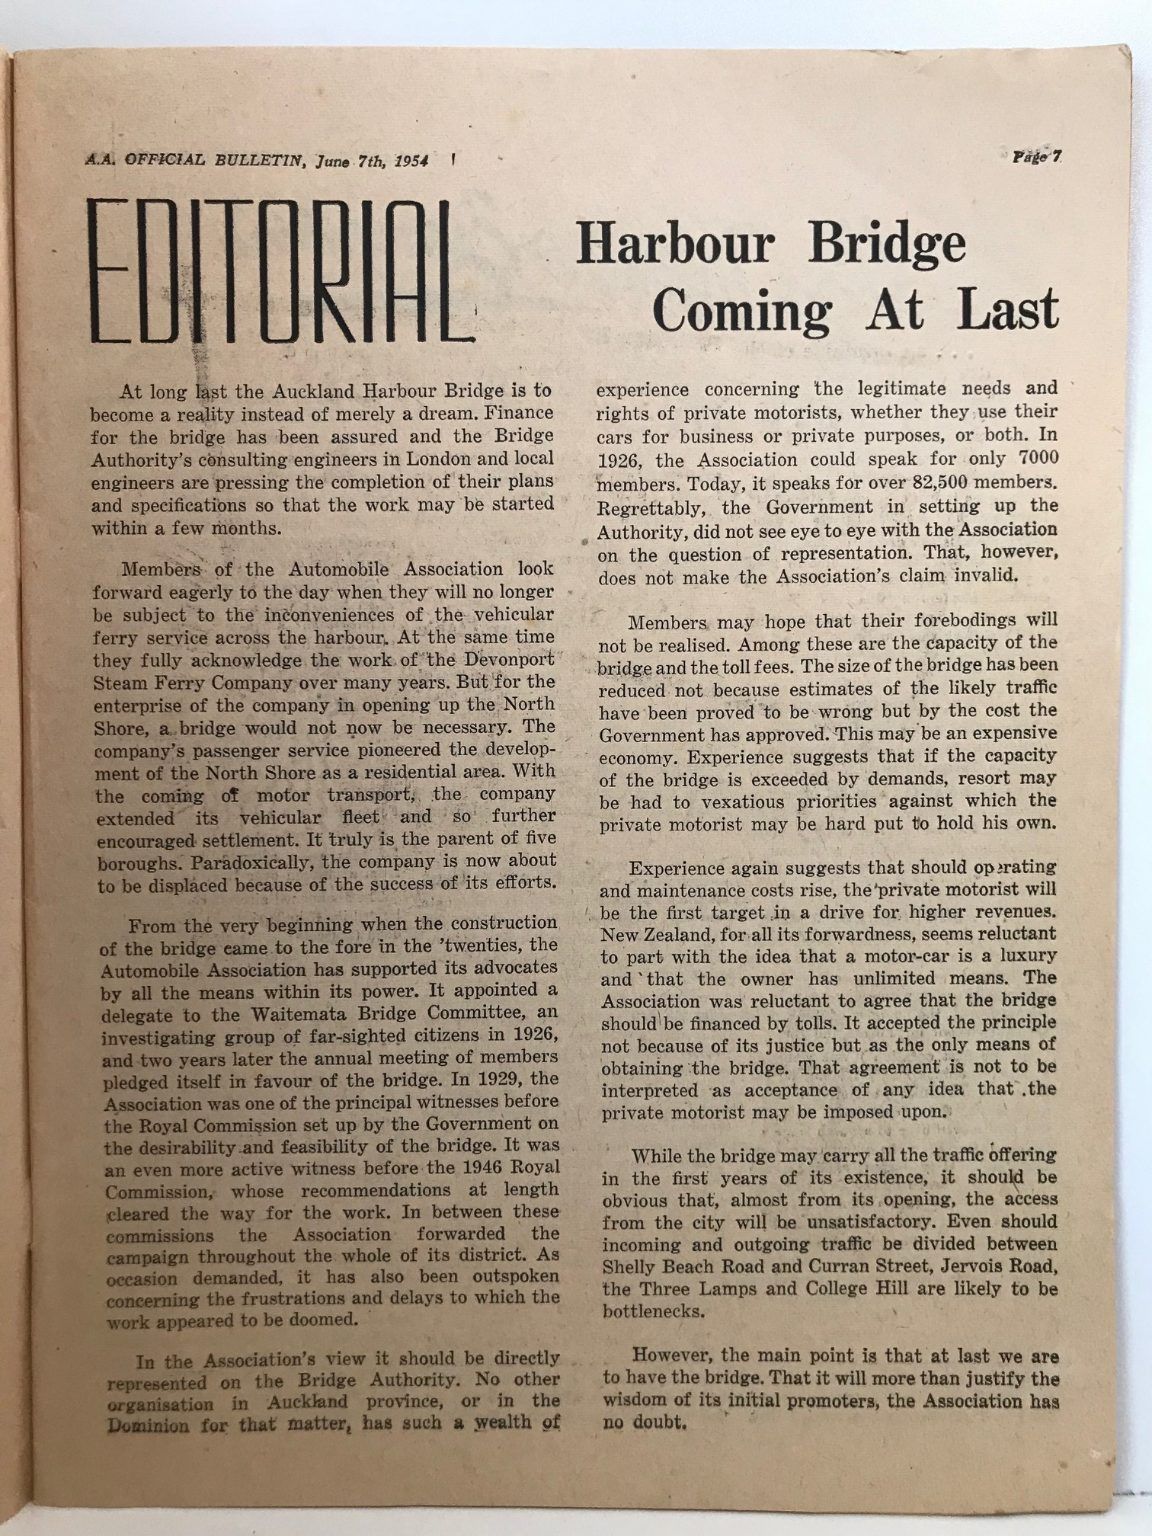 A.A. OFFICIAL BULLETIN, June 7th, 1954
Page 7
EDITORIAL
Harbour Bridge
Coming At Last
At long last the Auckland Harbour Bridge is to
become a reality instead of merely a dream. Finance
for the bridge has been assured and the Bridge
Authority's consulting engineers in London and local
engineers are pressing the completion of their plans
and specifications so that the work may be started
within a few months.
Members of the Automobile Association look
forward eagerly to the day when they will no longer
be subject to the inconveniences of the vehicular
ferry service across the harbour. At the same time
they fully acknowledge the work of the Devonport
Steam Ferry Company over many years. But for the
enterprise of the company in opening up the North
Shore, a bridge would not now be necessary. The
company's passenger service pioneered the develop-
ment of the North Shore as a residential area. With
the coming of motor transport, the company
extended its vehicular fleet and so further
encouraged settlement. It truly is the parent of five
boroughs. Paradoxically, the company is now about
to be displaced because of the success of its efforts.
From the very beginning when the construction
of the bridge came to the fore in the 'twenties, the
Automobile Association has supported its advocates
by all the means within its power. It appointed a
delegate to the Waitemata Bridge Committee, an
investigating group of far-sighted citizens in 1926,
and two years later the annual meeting of members
pledged itself in favour of the bridge. In 1929, the
Association was one of the principal witnesses before
the Royal Commission set up by the Government on
the desirability and feasibility of the bridge. It was
an even more active witness before the 1946 Royal
Commission, whose recommendations at length
cleared the way for the work. In between these
commissions the Association forwarded the
campaign throughout the whole of its district. As
occasion demanded, it has also been outspoken
concerning the frustrations and delays to which the
work appeared to be doomed.
In the Association's view it should be directly
represented on the Bridge Authority. No other
organisation in Auckland province, or in the
Dominion for that matter, has such a wealth of
experience concerning the legitimate needs and
rights of private motorists, whether they use their
cars for business or private purposes, or both. In
1926, the Association could speak for only 7000
members. Today, it speaks for over 82,500 members.
Regrettably, the Government in setting up the
Authority, did not see eye to eye with the Association
on the question of representation. That, however,
does not make the Association's claim invalid.
Members may hope that their forebodings will
not be realised. Among these are the capacity of the
bridge and the toll fees. The size of the bridge has been
reduced not because estimates of the likely traffic
have been proved to be wrong but by the cost the
Government has approved. This may be an expensive
economy. Experience suggests that if the capacity
of the bridge is exceeded by demands, resort may
be had to vexatious priorities against which the
private motorist may be hard put to hold his own.
Experience again suggests that should operating
and maintenance costs rise, the private motorist will
be the first target in a drive for higher revenues.
New Zealand, for all its forwardness, seems reluctant
to part with the idea that a motor-car is a luxury
and that the owner has unlimited means. The
Association was reluctant to agree that the bridge
should be financed by tolls. It accepted the principle
not because of its justice but as the only means of
obtaining the bridge. That agreement is not to be
interpreted as acceptance of any idea that the
private motorist may be imposed upon.
While the bridge may carry all the traffic offering
in the first years of its existence, it should be
obvious that, almost from its opening, the access
from the city will be unsatisfactory. Even should
incoming and outgoing traffic be divided between
Shelly Beach Road and Curran Street, Jervois Road,
the Three Lamps and College Hill are likely to be
bottlenecks.
However, the main point is that at last we are
to have the bridge. That it will more than justify the
wisdom of its initial promoters, the Association has
no doubt.